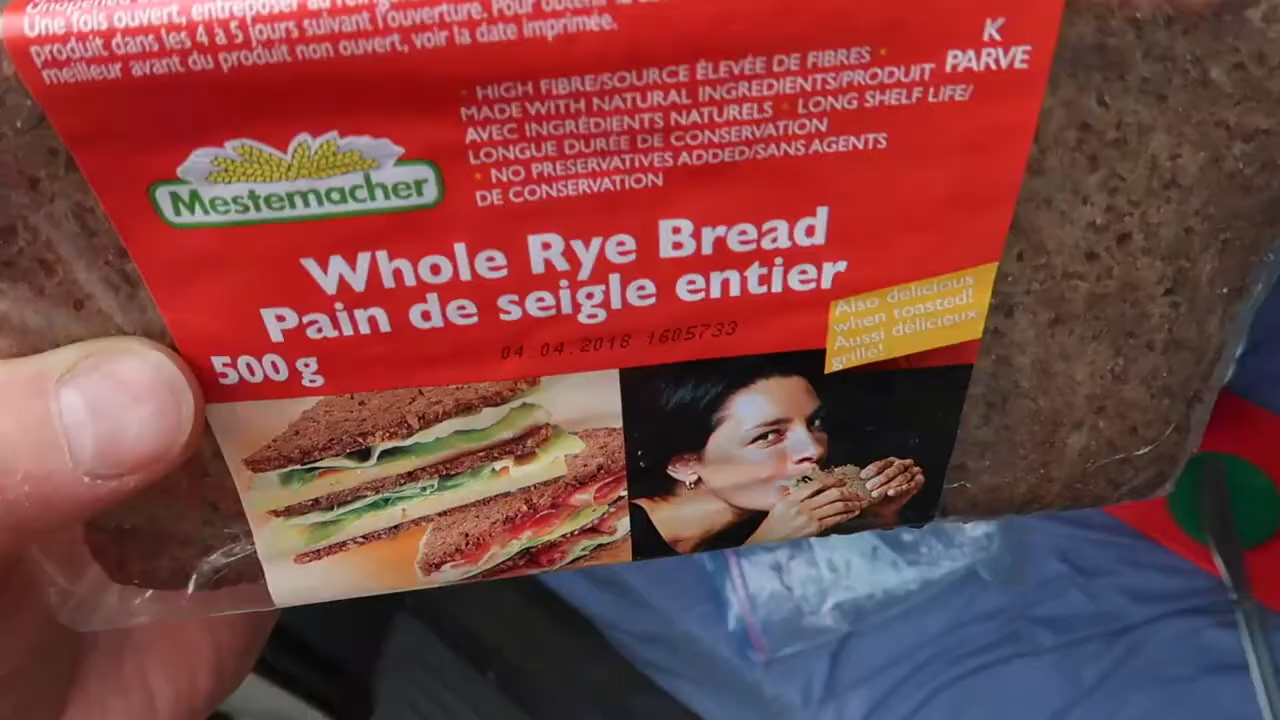 Une fois ouvert, entreposer au
produit dans les 4 à 5 jours suivant l'ouverture. Pour
meilleur avant du produit non ouvert, voir la date imprimée.
K
PARVE
• HIGH FIBRE/SOURCE ÉLEVÉE DE FIBRES •
MADE WITH NATURAL INGREDIENTS/PRODUIT
AVEC INGRÉDIENTS NATURELS • LONG SHELF LIFE/
LONGUE DURÉE DE CONSERVATION
• NO PRESERVATIVES ADDED/SANS AGENTS
DE CONSERVATION
Mestemacher
Whole Rye Bread
Pain de seigle entier
500 g
04.04.2018 1605733
Also delicious
when toasted!
Aussi délicieux
grillé!